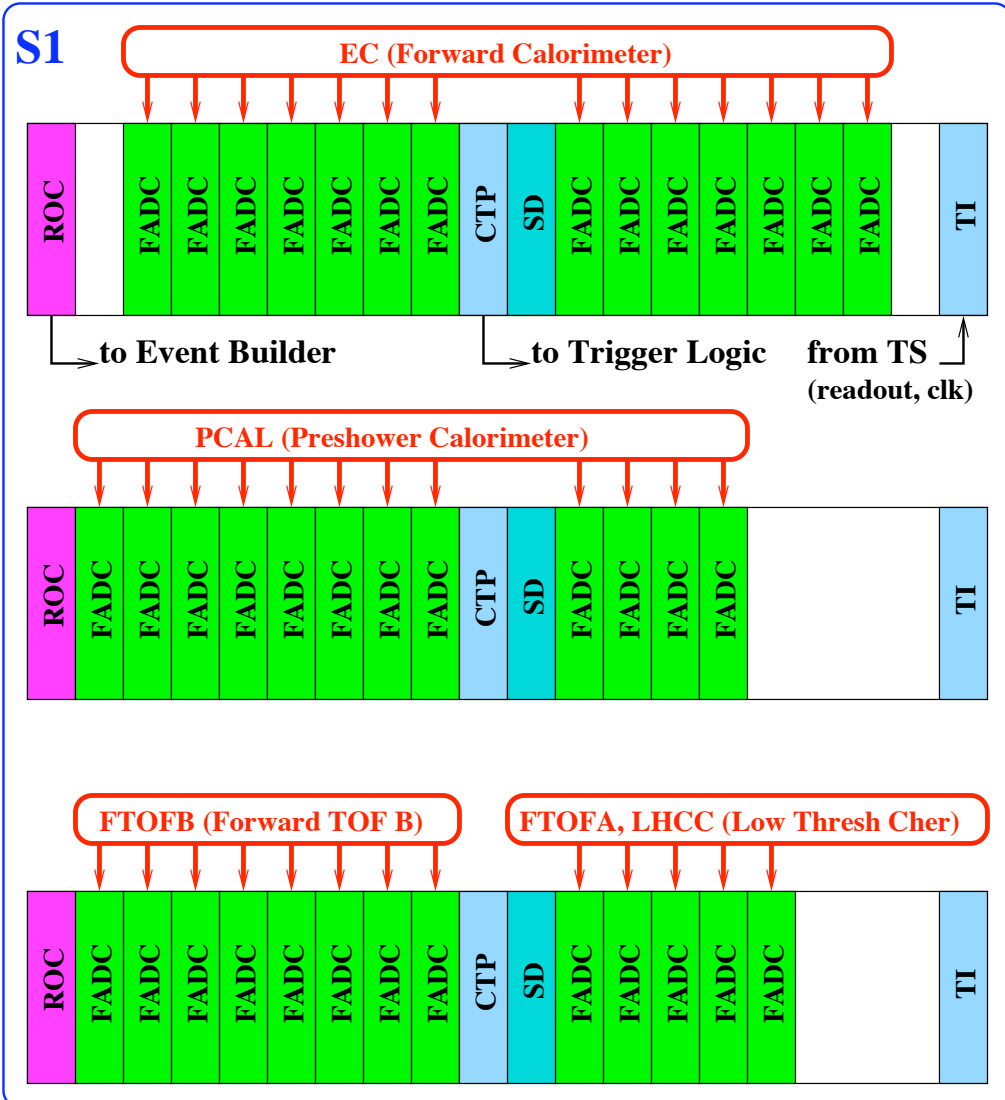 S1
EC (Forward Calorimeter)
ROC
FADC
FADC
FADC
FADC
FADC
FADC
FADC
CTP
SD
FADC
FADC
FADC
FADC
FADC
FADC
FADC
TI
to Event Builder
to Trigger Logic
from TS
(readout, clk)
PCAL (Preshower Calorimeter)
ROC
FADC
FADC
FADC
FADC
FADC
FADC
FADC
FADC
CTP
SD
FADC
FADC
FADC
FADC
TI
FTOFB (Forward TOF B)
FTOFA, LHCC (Low Thresh Cher)
ROC
FADC
FADC
FADC
FADC
FADC
FADC
FADC
FADC
CTP
SD
FADC
FADC
FADC
FADC
FADC
TI